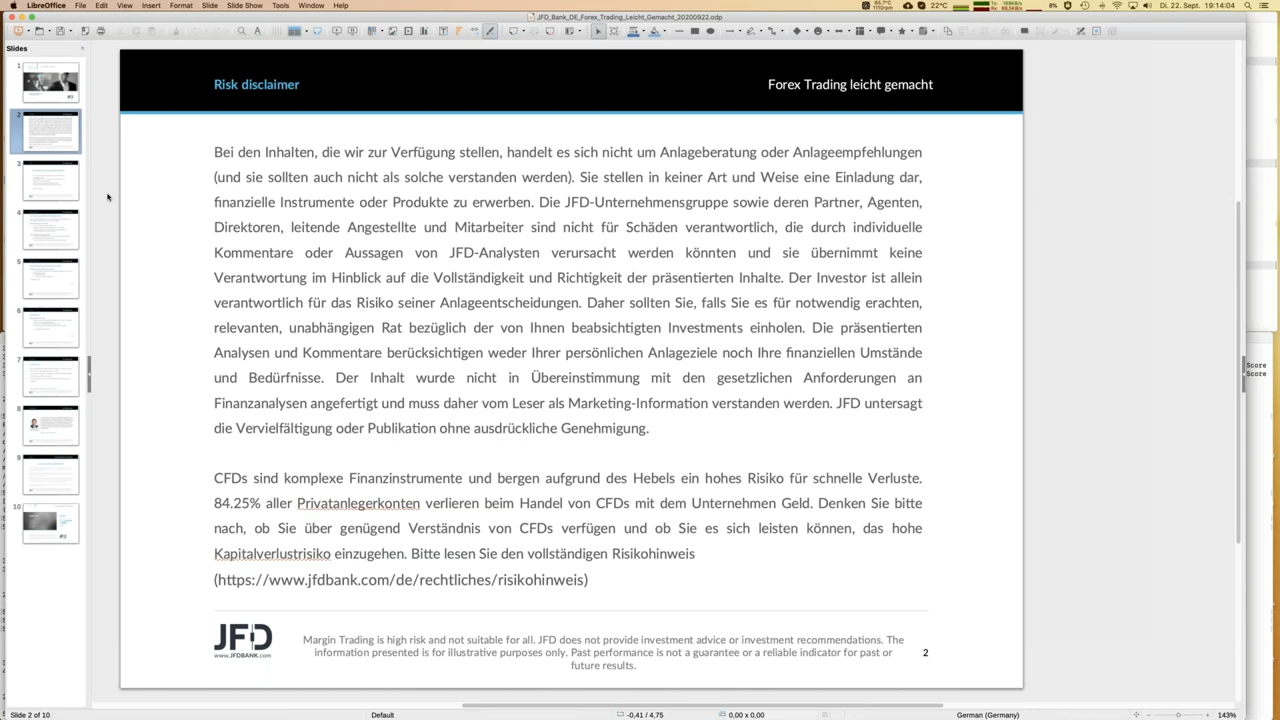 LibreOffice File Edit View Insert Format Slide Slide Show Tools Window Help
22°C 8% Di. 22. Sept. 19:14:04
JFD_Bank_DE_Forex_Trading_Leicht_Gemacht_20200922.odp
Slides
Risk disclaimer Forex Trading leicht gemacht
Bei den Inhalten, die wir zur Verfügung stellen, handelt es sich nicht um Anlageberatung oder Anlageempfehlungen
(und sie sollten auch nicht als solche verstanden werden). Sie stellen in keiner Art und Weise eine Einladung dar,
finanzielle Instrumente oder Produkte zu erwerben. Die JFD-Unternehmensgruppe sowie deren Partner, Agenten,
Direktoren, leitende Angestellte und Mitarbeiter sind nicht für Schäden verantwortlich, die durch individuelle
Kommentare oder Aussagen von JFD-Analysten verursacht werden könnten und sie übernimmt keine
Verantwortung im Hinblick auf die Vollständigkeit und Richtigkeit der präsentierten Inhalte. Der Investor ist allein
verantwortlich für das Risiko seiner Anlageentscheidungen. Daher sollten Sie, falls Sie es für notwendig erachten,
relevanten, unabhängigen Rat bezüglich der von Ihnen beabsichtigten Investments einholen. Die präsentierten
Analysen und Kommentare berücksichtigen weder Ihrer persönlichen Anlageziele noch Ihre finanziellen Umstände
und Bedürfnisse. Der Inhalt wurde nicht in Übereinstimmung mit den gesetzlichen Anforderungen an
Finanzanalysen angefertigt und muss daher vom Leser als Marketing-Information verstanden werden. JFD untersagt
die Vervielfältigung oder Publikation ohne ausdrückliche Genehmigung.
CFDs sind komplexe Finanzinstrumente und bergen aufgrund des Hebels ein hohes Risiko für schnelle Verluste.
84.25% aller Privatanlegerkonten verlieren beim Handel von CFDs mit dem Unternehmen Geld. Denken Sie bitte
nach, ob Sie über genügend Verständnis von CFDs verfügen und ob Sie es sich leisten können, das hohe
Kapitalverlustrisiko einzugehen. Bitte lesen Sie den vollständigen Risikohinweis
(https://www.jfdbank.com/de/rechtliches/risikohinweis)
JFD
www.JFDBANK.com
Margin Trading is high risk and not suitable for all. JFD does not provide investment advice or investment recommendations. The
information presented is for illustrative purposes only. Past performance is not a guarantee or a reliable indicator for past or
future results.
2
1
2
3
4
5
6
7
8
9
10
Score
Score
Slide 2 of 10 Default -0,41 / 4,75 0,00 x 0,00 German (Germany) 143%